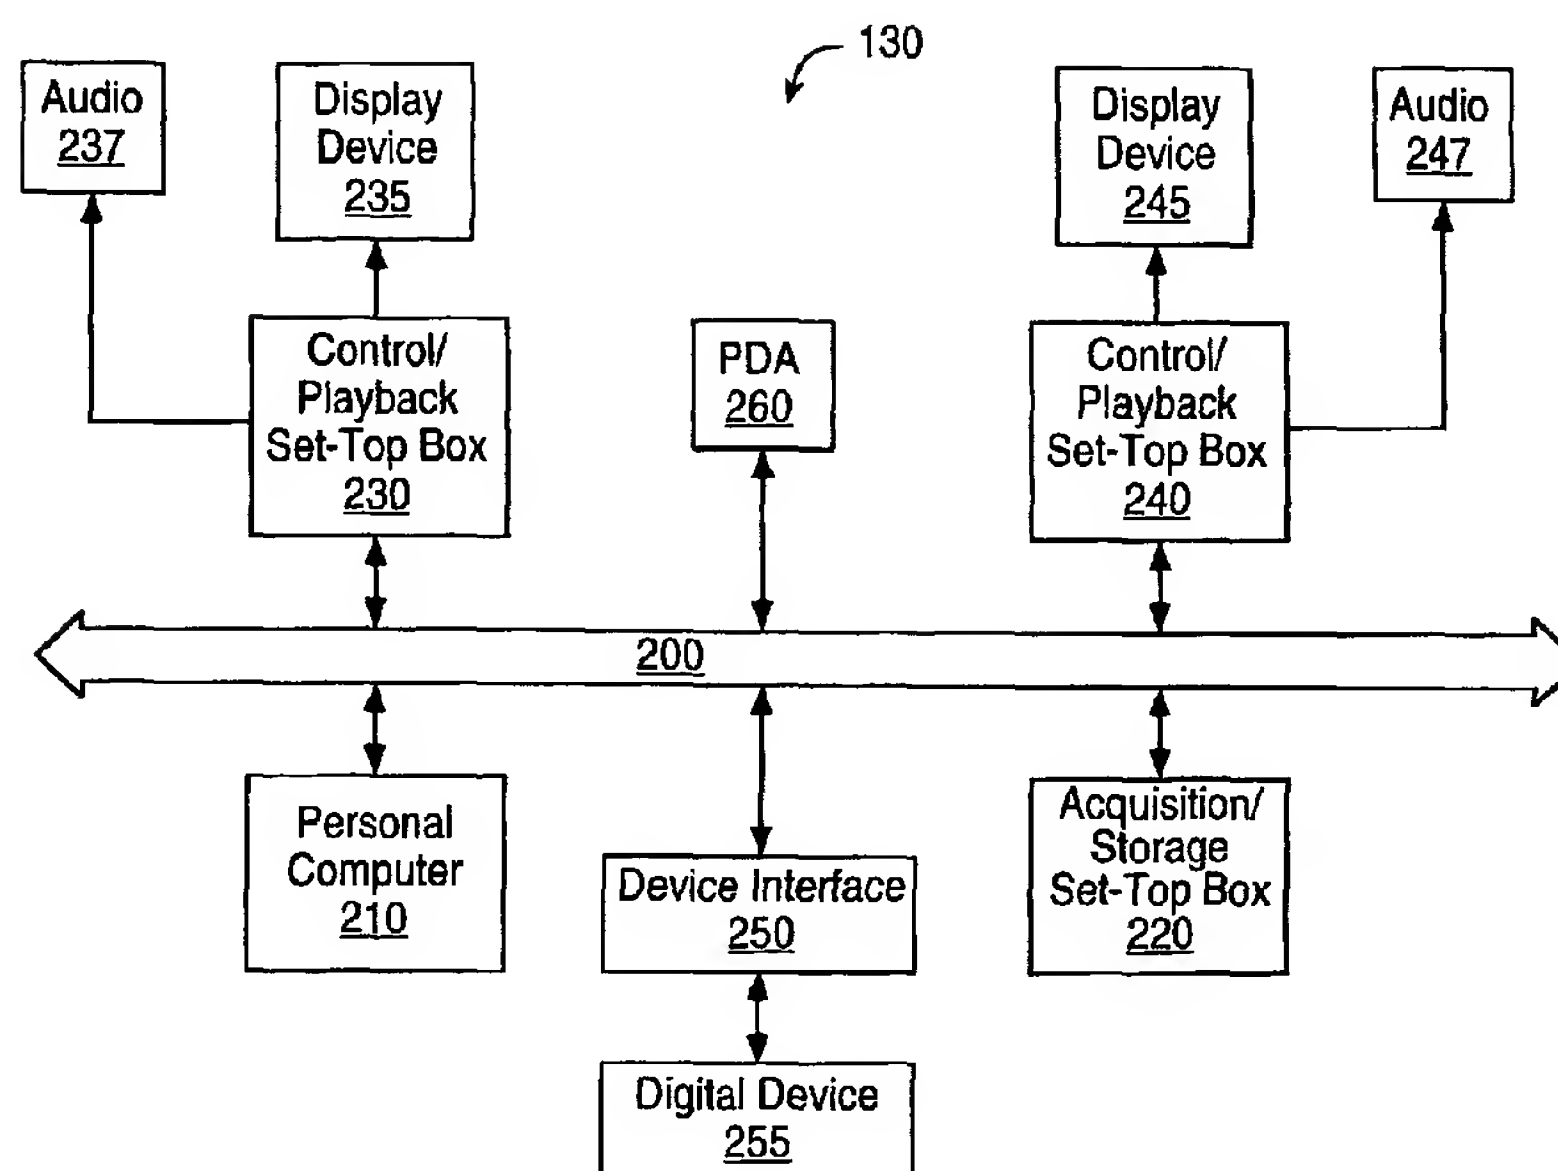 130
Audio
237
Display
Device
235
Display
Device
245
Audio
247
Control/
Playback
Set-Top Box
230
PDA
260
Control/
Playback
Set-Top Box
240
200
Personal
Computer
210
Device Interface
250
Acquisition/
Storage
Set-Top Box
220
Digital Device
255